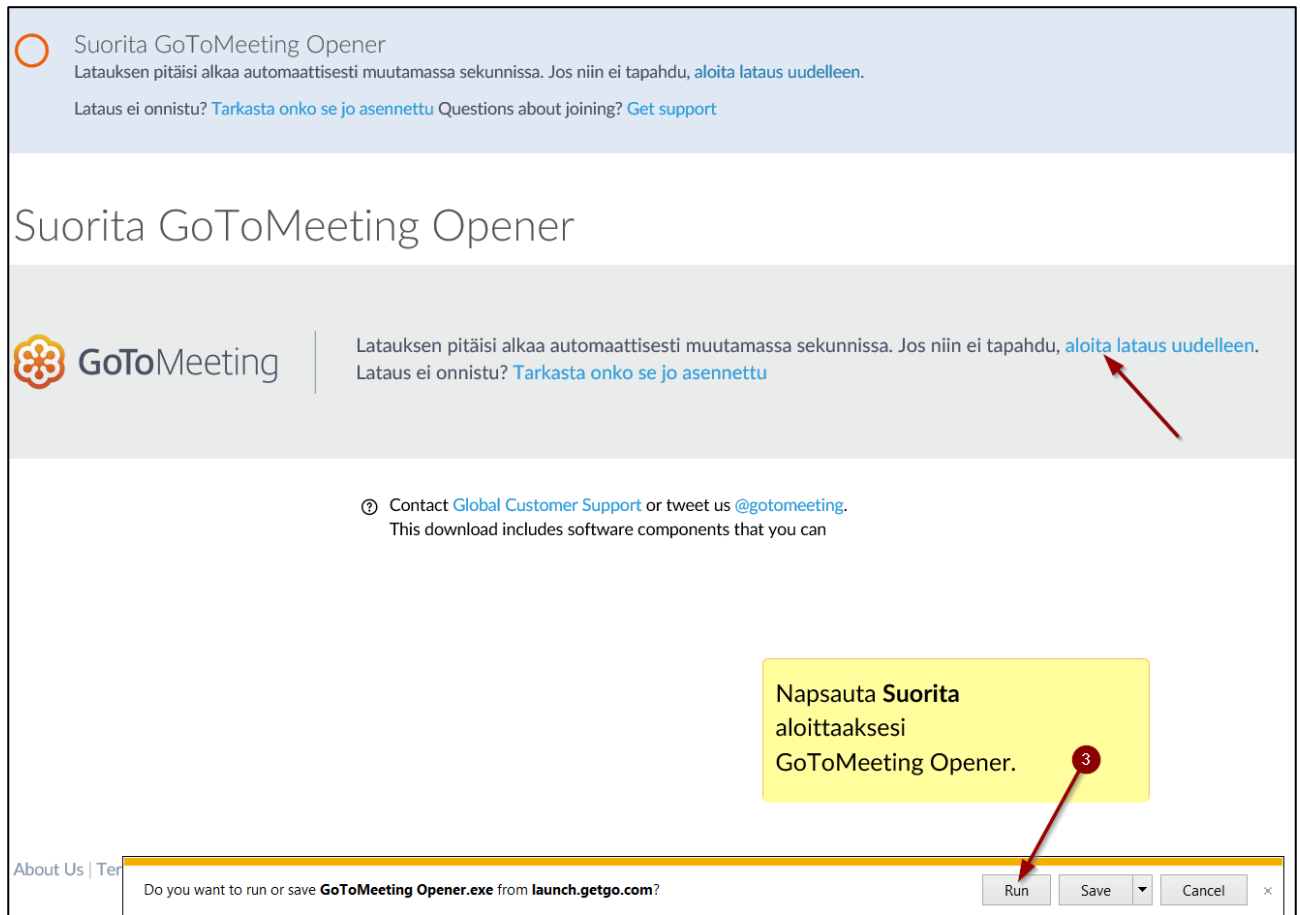 Suorita GoToMeeting Opener
Latauksen pitäisi alkaa automaattisesti muutamassa sekunnissa. Jos niin ei tapahdu, aloita lataus uudelleen.
Lataus ei onnistu? Tarkasta onko se jo asennettu Questions about joining? Get support
Suorita GoToMeeting Opener
GoToMeeting
Latauksen pitäisi alkaa automaattisesti muutamassa sekunnissa. Jos niin ei tapahdu, aloita lataus uudelleen.
Lataus ei onnistu? Tarkasta onko se jo asennettu
Contact Global Customer Support or tweet us @gotomeeting.
This download includes software components that you can
Napsauta Suorita
aloittaaksesi
GoToMeeting Opener.
3
About Us | Ter
Do you want to run or save GoToMeeting Opener.exe from launch.getgo.com?
Run
Save
Cancel